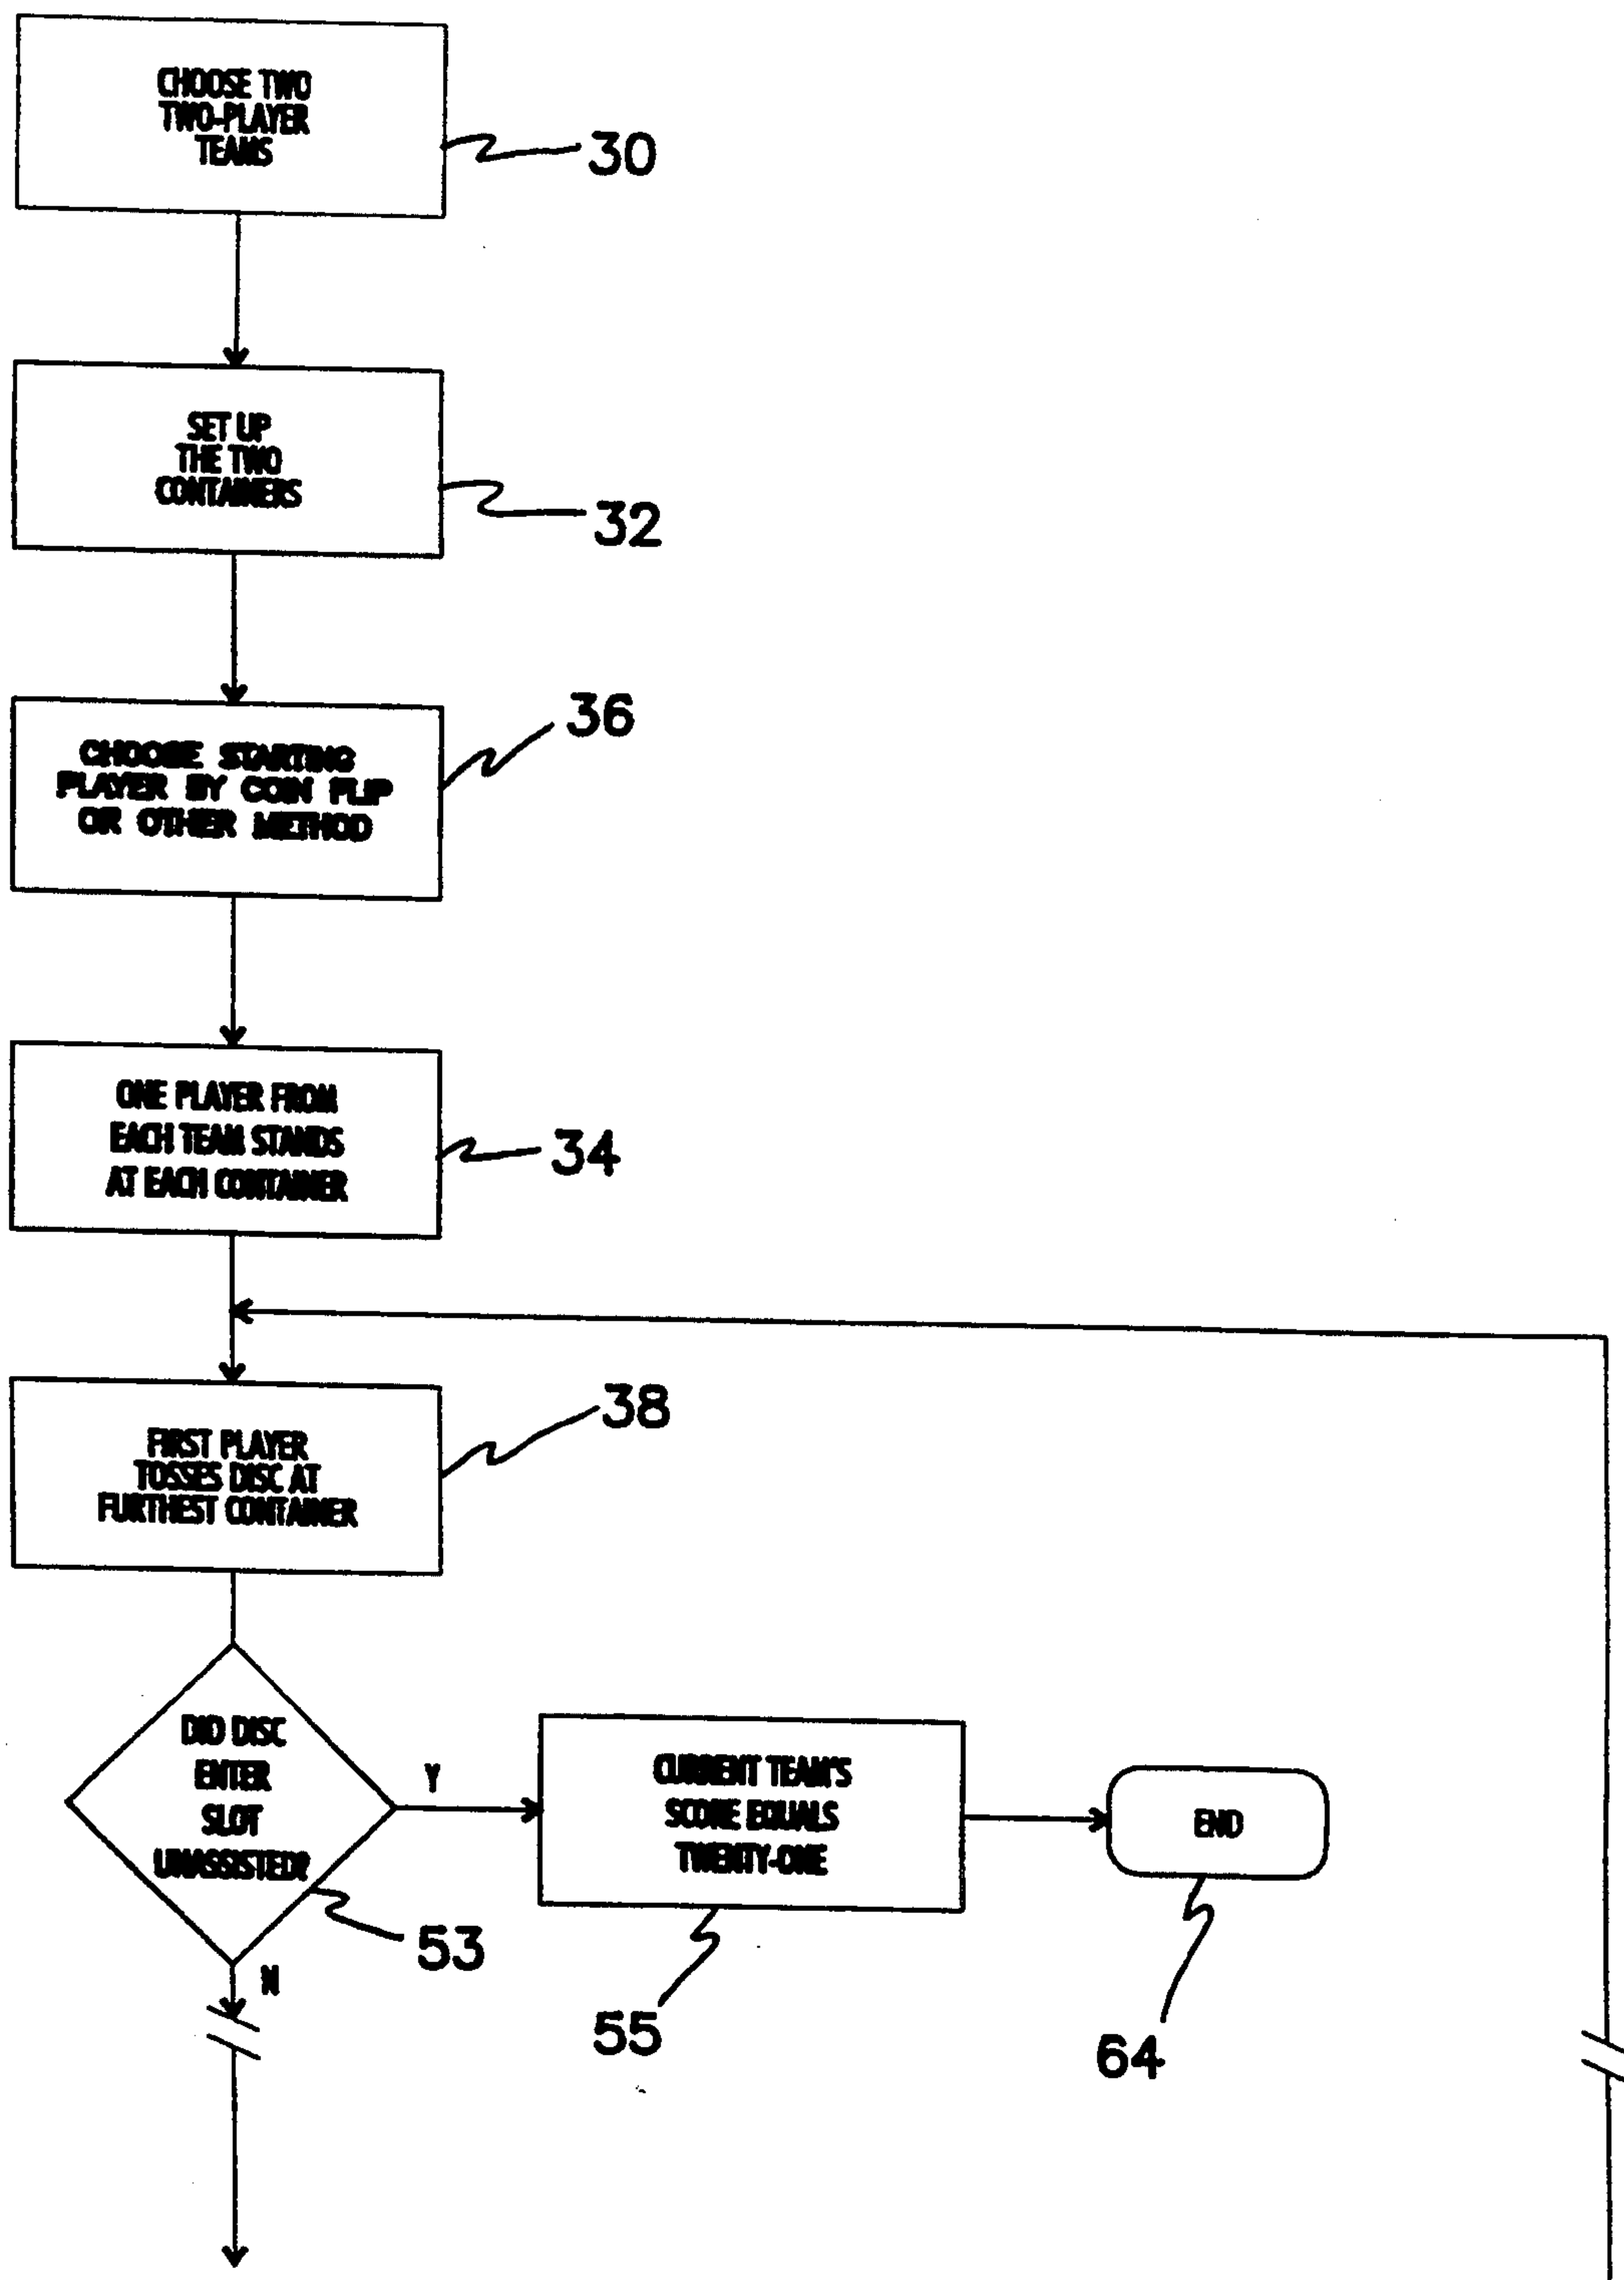 CHOOSE TWO
TWO-PLAYER
TEAMS
30
SET UP
THE TWO
CONTAINERS
32
36
CHOOSE STARTING
PLAYER BY COIN FLIP
OR OTHER METHOD
ONE PLAYER FROM
EACH TEAM STANDS
AT EACH CONTAINER
34
38
FIRST PLAYER
TOSSES DISC AT
FURTHEST CONTAINER
DID DISC
ENTER
SLOT
UNASSISTED?
Y
CURRENT TEAM'S
SCORE EQUALS
TWENTY-ONE
END
53
N
55
64